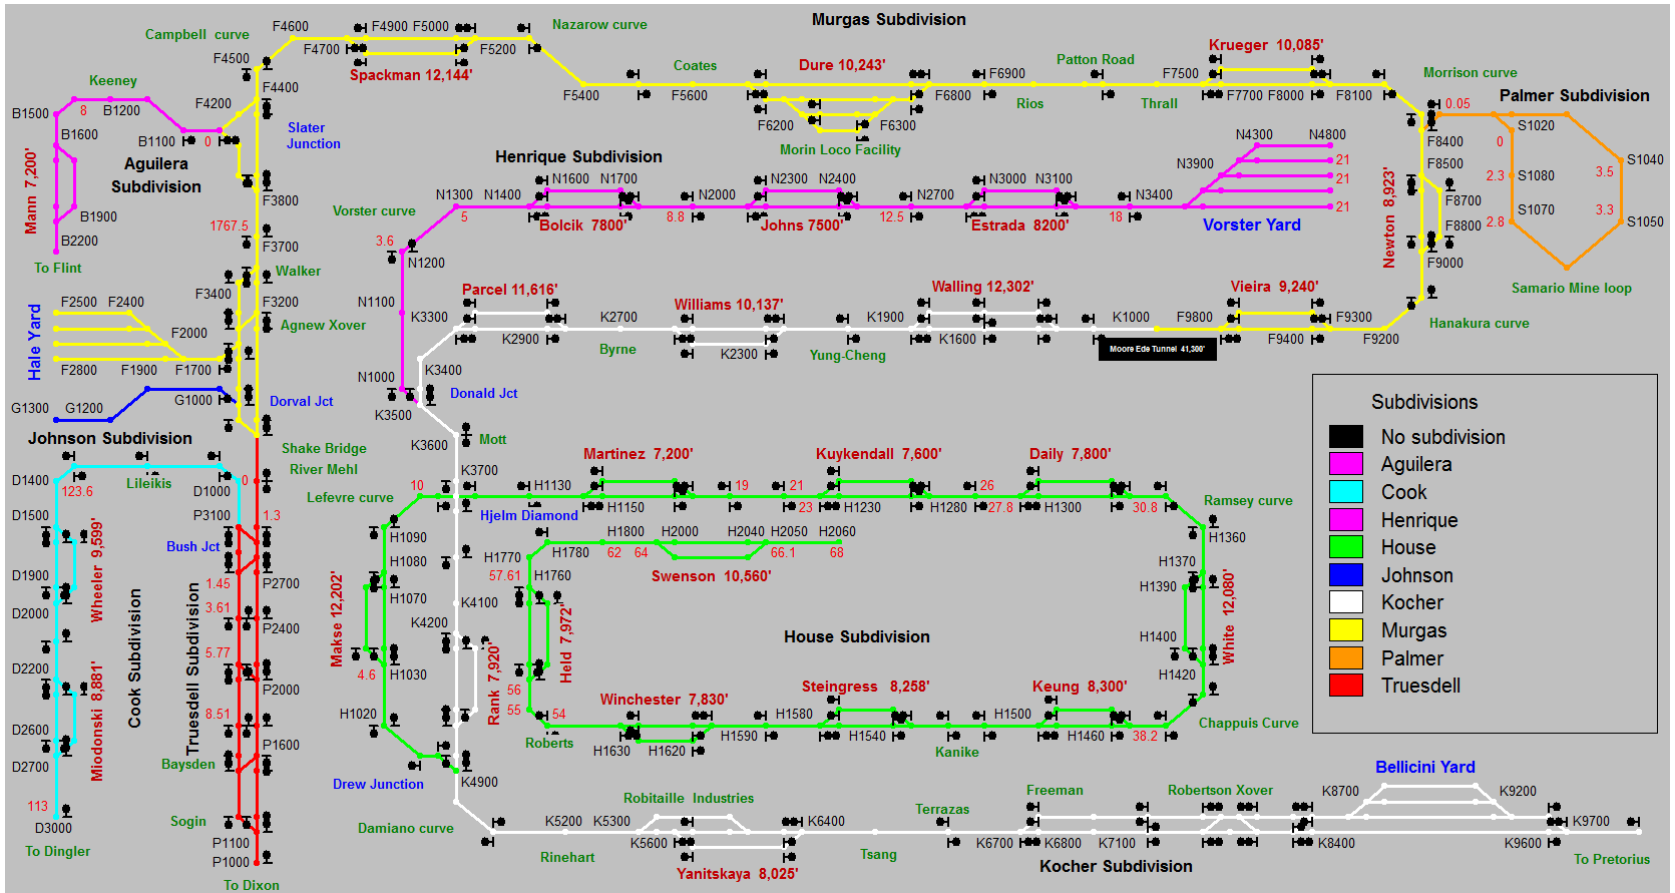 Murgas Subdivision
F4600
F4900 F5000
Nazarow curve
Campbell curve
F4700
F5200
Krueger 10,085'
F4500
Spackman 12,144'
Coates
Dure 10,243'
F6900
Patton Road
F7500
Morrison curve
Keeney
F4400
F5400
F5600
F6800
Rios
Thrall
F7700 F8000
F8100
0.05
Palmer Subdivision
B1500
8
B1200
F4200
F6200
F6300
S1020
B1600
B1100
0
Slater
Junction
Morin Loco Facility
N4300
N4800
F8400
0
Aguilera
Subdivision
Henrique Subdivision
N3900
21
F8500
S1040
Mann 7,200'
N1600
N1700
N2300
N2400
N3000
N3100
21
2.3
S1080
3.5
F3800
N1300
N1400
N2000
N2700
N3400
F8700
B1900
1767.5
Vorster curve
5
8.8
12.5
18
21
Newton 8,923'
S1070
3.3
S1050
Bolcik 7800'
Johns 7500'
Estrada 8200'
Vorster Yard
F8800
2.8
B2200
F3700
3.6
F9000
To Flint
Walker
N1200
Samario Mine loop
F3400
Parcel 11,616'
Williams 10,137'
Walling 12,302'
Vieira 9,240'
Hale Yard
F2500
F2400
F3200
N1100
K3300
K2700
K1900
K1000
F9800
F9300
Hanakura curve
F2000
Agnew Xover
K2900
Byrne
K1600
F9400
F9200
K2300
Yung-Cheng
Moore Ede Tunnel 41,300'
F2800
F1900
F1700
K3400
N1000
Donald Jct
G1300
G1200
G1000
Dorval Jct
K3500
Subdivisions
No subdivision
Aguilera
Cook
Henrique
House
Johnson
Kocher
Murgas
Palmer
Truesdell
Johnson Subdivision
Shake Bridge
K3600
Mott
River Mehl
Martinez 7,200'
Kuykendall 7,600'
Daily 7,800'
D1400
123.6
Lileikis
D1000
0
Lefevre curve
10
K3700
H1130
19
21
26
Ramsey curve
D1500
P3100
1.3
Hjelm Diamond
H1150
23
H1230
H1280
27.8
H1300
30.8
H1090
H1800
H2000
H2040
H2050
H2060
H1360
Bush Jct
H1080
H1770
H1780
62
64
66.1
68
H1370
D1900
Wheeler 9,599'
1.45
P2700
57.61
H1760
Swenson 10,560'
H1390
D2000
3.61
H1070
K4100
Makse 12,202'
P2400
K4200
Held 7,972'
House Subdivision
H1400
White 12,080'
D2200
5.77
4.6
H1030
Rank 7,920'
H1420
Cook Subdivision
Truesdell Subdivision
P2000
56
Winchester 7,830'
Steingress 8,258'
Keung 8,300'
Miodonski 8,881'
8.51
H1020
55
54
H1580
H1500
Chappuis Curve
D2600
P1600
Roberts
H1630
H1620
H1590
H1540
Kanike
H1460
38.2
D2700
Baysden
Drew Junction
K4900
Bellicini Yard
113
Robitaille Industries
Freeman
Robertson Xover
K8700
K9200
D3000
Sogin
Damiano curve
K5200
K5300
K6400
Terrazas
K9700
To Dingler
P1100
Rinehart
K5600
Tsang
K6700
K6800
K7100
K8400
K9600
P1000
Yanitskaya 8,025'
Kocher Subdivision
To Pretorius
To Dixon